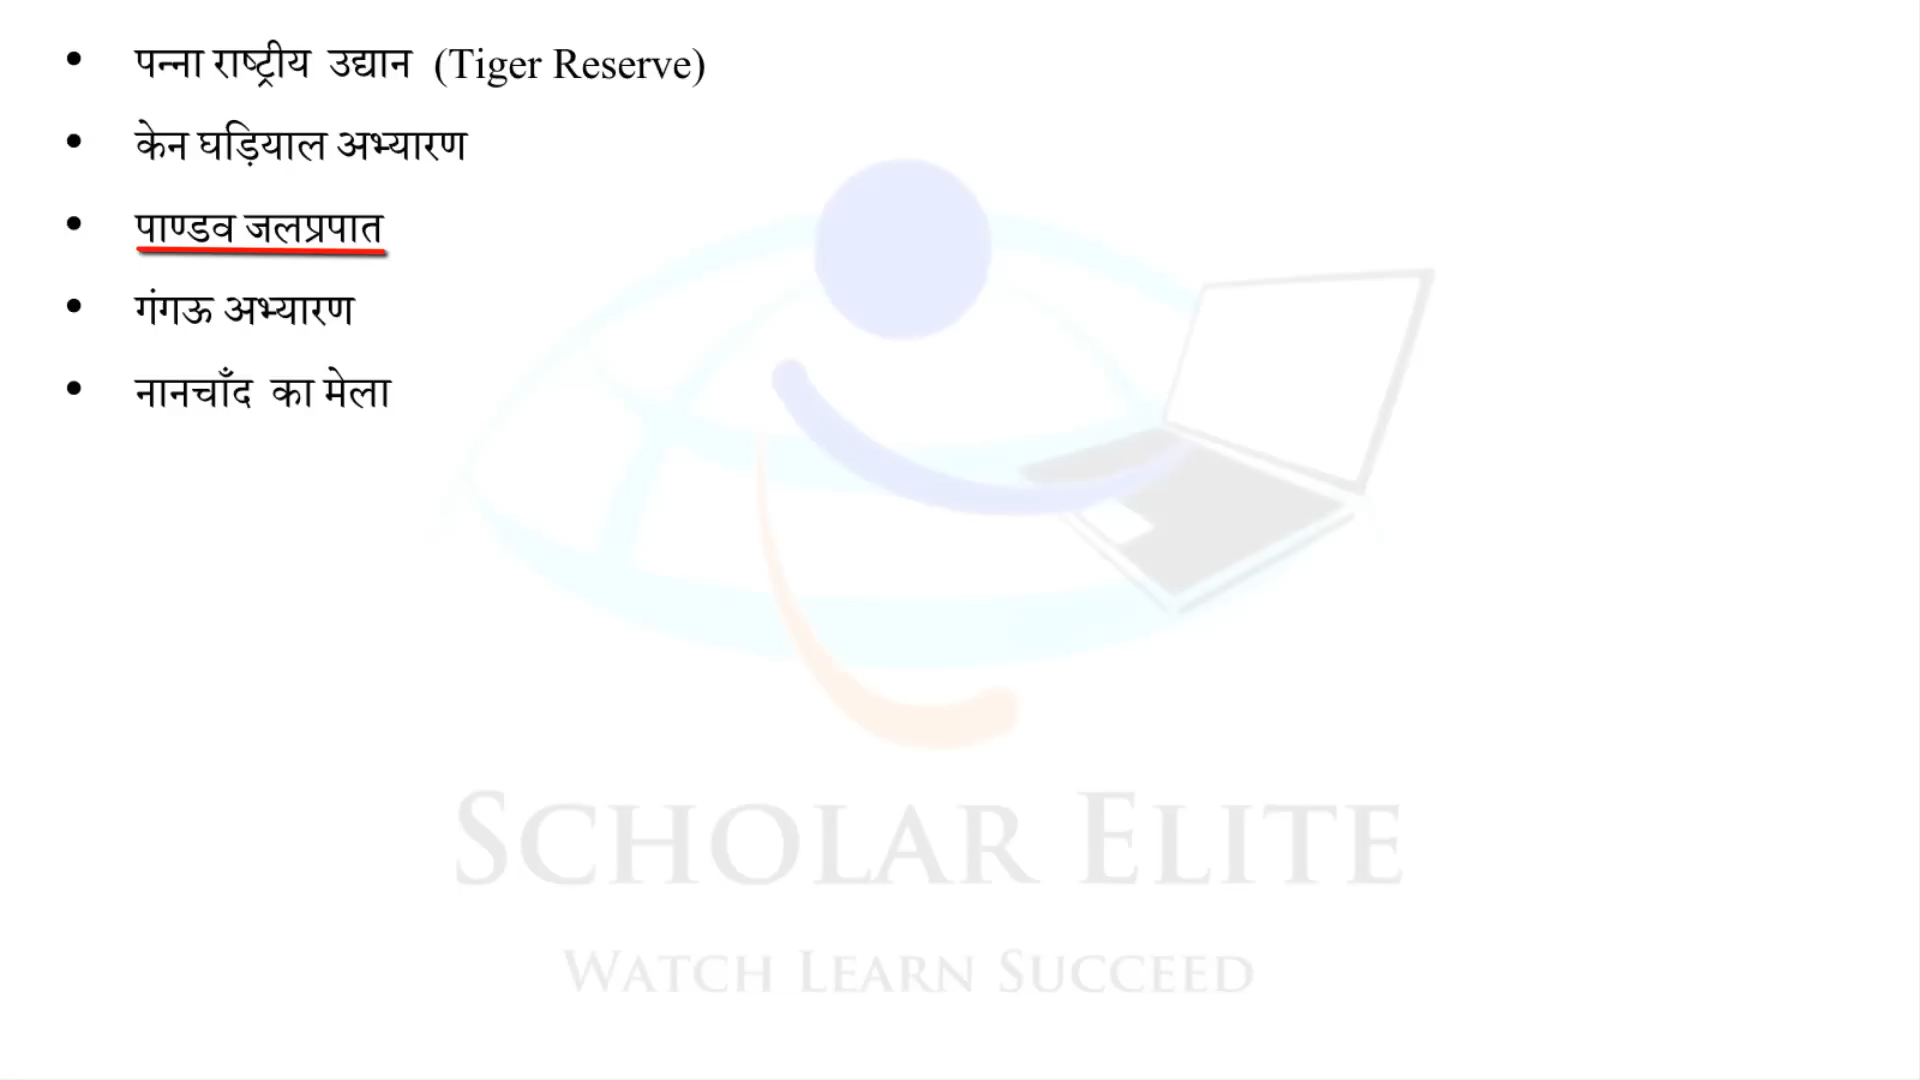 • पन्ना राष्ट्रीय उद्यान (Tiger Reserve)
• केन घड़ियाल अभ्यारण
• पाण्डव जलप्रपात
• गंगऊ अभ्यारण
• नानचाँद का मेला
SCHOLAR ELITE
WATCH LEARN SUCCEED